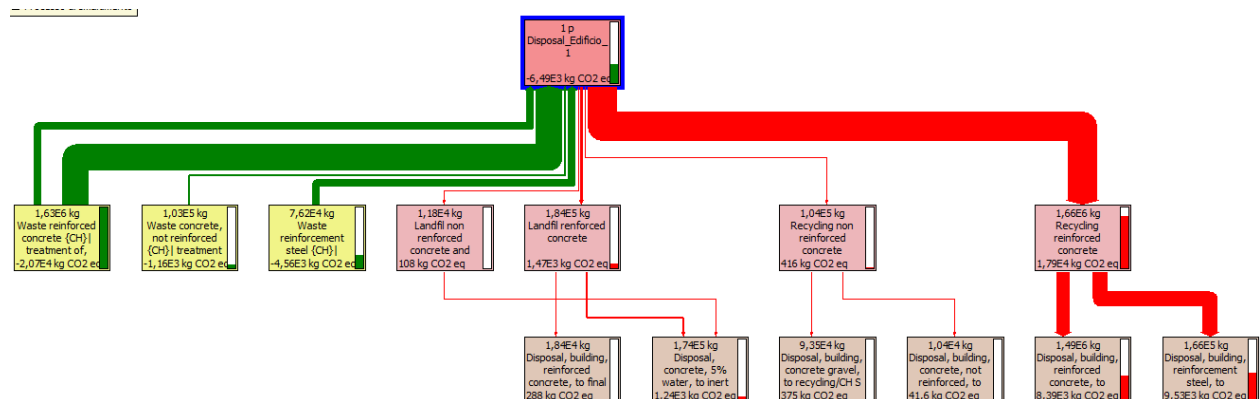 1 p
Disposal_Edificio_
1
-6,49E3 kg CO2 eq
1,63E6 kg
Waste reinforced
concrete {CH}|
treatment of,
-2,07E4 kg CO2 eq
1,03E5 kg
Waste concrete,
not reinforced
{CH}| treatment
-1,16E3 kg CO2 eq
7,62E4 kg
Waste
reinforcement
steel {CH}|
-4,56E3 kg CO2 eq
1,18E4 kg
Landfil non
renforced
concrete and
108 kg CO2 eq
1,84E5 kg
Landfil renforced
concrete
1,47E3 kg CO2 eq
1,04E5 kg
Recycling non
reinforced
concrete
416 kg CO2 eq
1,66E6 kg
Recyding
reinforced
concrete
1,79E4 kg CO2 eq
1,84E4 kg
Disposal, building,
reinforced
concrete, to final
288 kg CO2 eq
1,74E5 kg
Disposal,
concrete, 5%
water, to inert
1,24E3 kg CO2 eq
9,35E4 kg
Disposal, building,
concrete gravel,
to recycling/CH S
375 kg CO2 eq
1,04E4 kg
Disposal, building,
concrete, not
reinforced, to
41,6 kg CO2 eq
1,49E6 kg
Disposal, building,
reinforced
concrete, to
8,39E3 kg CO2 eq
1,66E5 kg
Disposal, building,
reinforcement
steel, to
9,53E3 kg CO2 eq